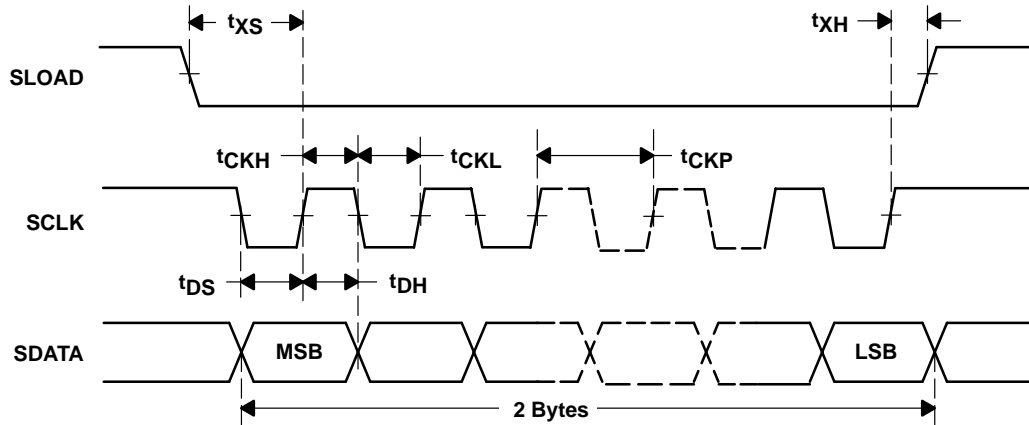 tXS
tXH
SLOAD
tCKH
tCKL
tCKP
SCLK
tDS
tDH
SDATA
MSB
LSB
2 Bytes